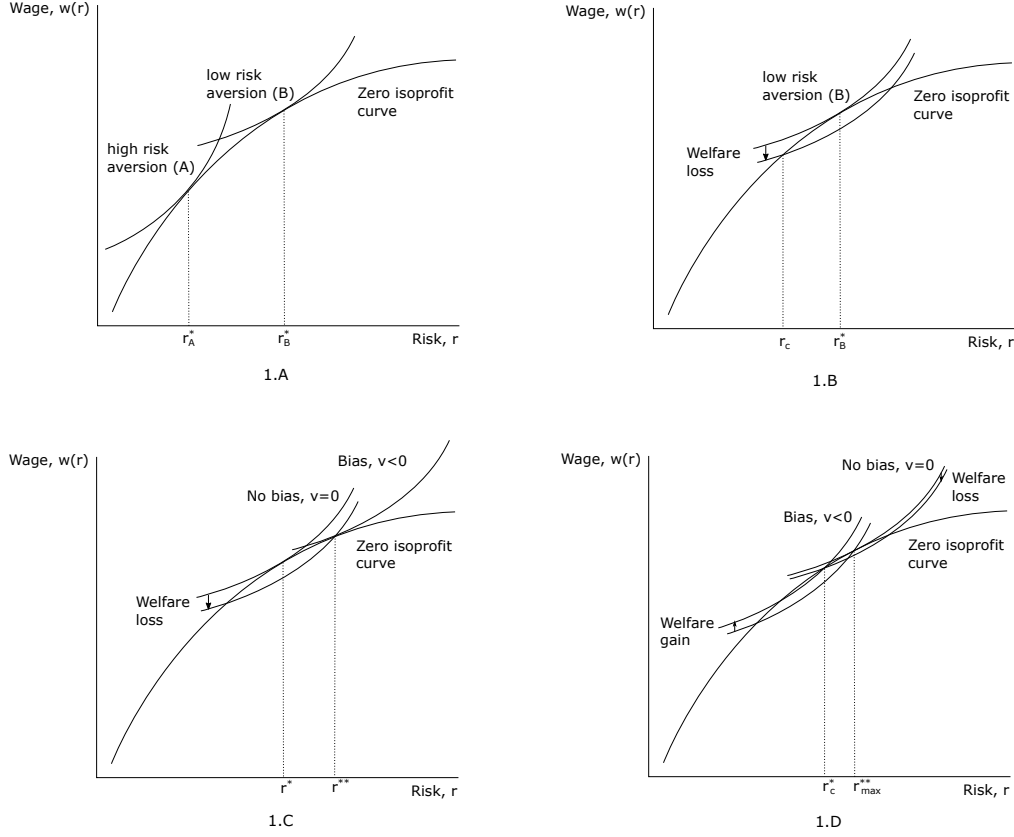 Wage, w(r)
low risk
aversion (B)
Zero isoprofit
curve
high risk
aversion (A)
r*A
r*B
Risk, r
1.A
Wage, w(r)
low risk
aversion (B)
Zero isoprofit
curve
Welfare
loss
rc
r*B
Risk, r
1.B
Wage, w(r)
Bias, v<0
No bias, v=0
Zero isoprofit
curve
Welfare
loss
r*
r**
Risk, r
1.C
Wage, w(r)
No bias, v=0
Welfare
loss
Bias, v<0
Zero isoprofit
curve
Welfare
gain
r*c
r**max
Risk, r
1.D